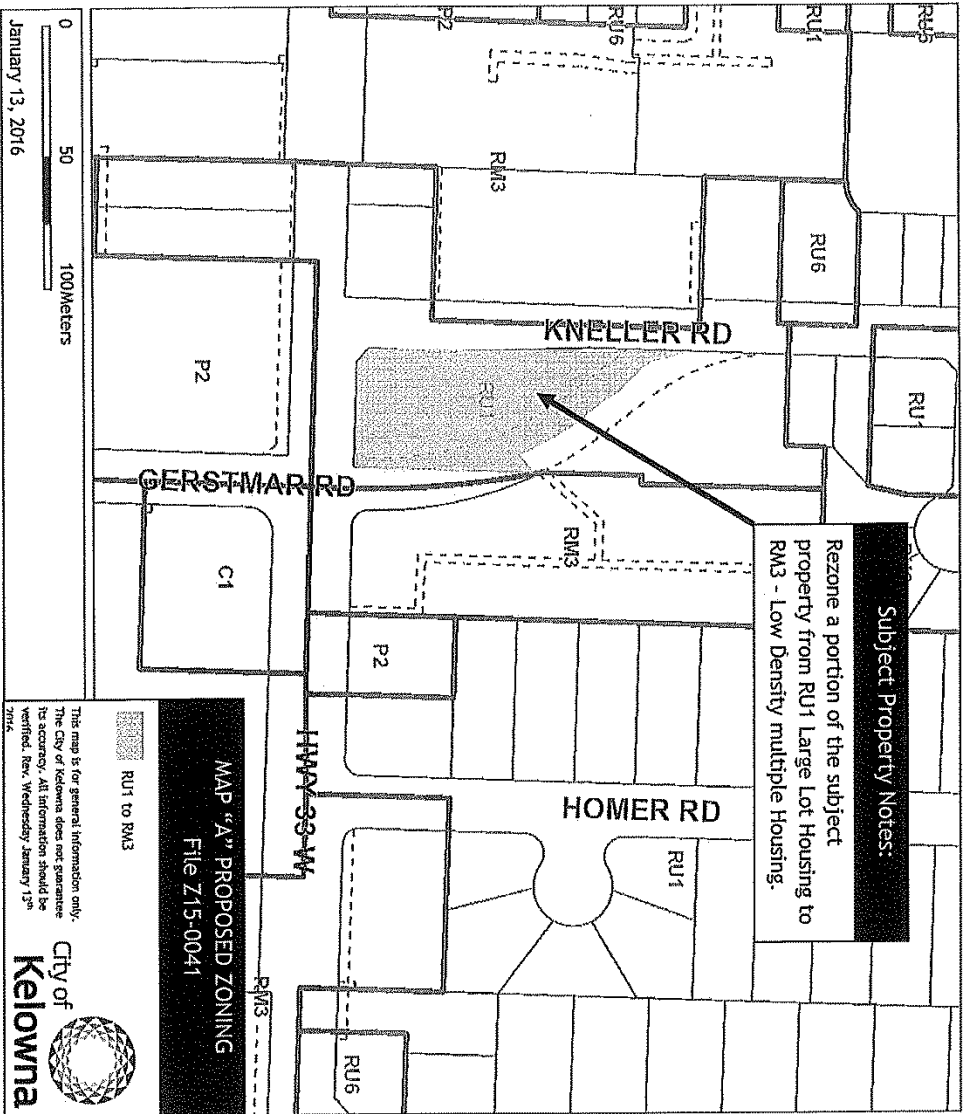 RU5
RU1
RU6
P2
RM3
RU6
RU1
KNELLER RD
RU1
P2
GERSTMAR RD
RM3
C1
P2
HWY 33 W
HOMER RD
RU1
RM3
RU6
Subject Property Notes:
Rezone a portion of the subject
property from RU1 Large Lot Housing to
RM3 - Low Density multiple Housing.
MAP "A" PROPOSED ZONING
File Z15-0041
RU1 to RM3
This map is for general information only.
The City of Kelowna does not guarantee
its accuracy. All information should be
verified. Rev. Wednesday January 13th
2016
City of
Kelowna
0 50 100 Meters
January 13, 2016